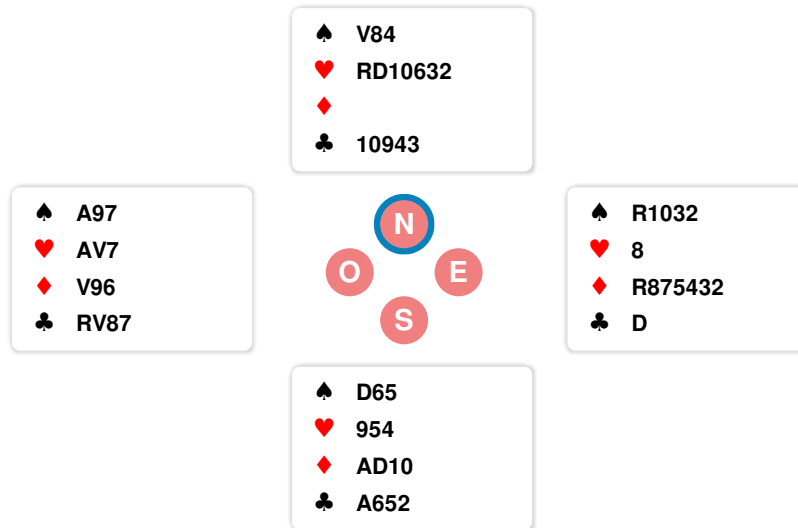 ♠ V84
♥ RD10632
♦
♣ 10943
♠ A97
♥ AV7
♦ V96
♣ RV87
N
O
E
S
♠ R1032
♥ 8
♦ R875432
♣ D
♠ D65
♥ 954
♦ AD10
♣ A652